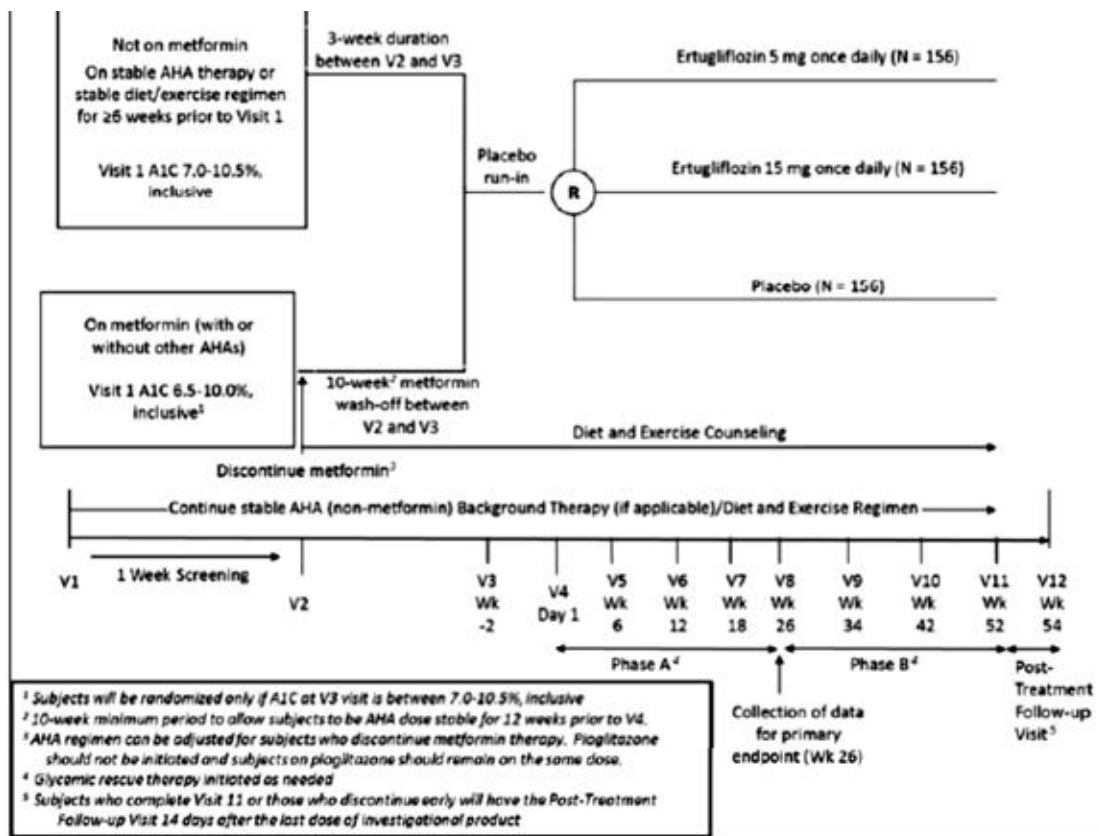 Not on metformin
On stable AHA therapy or
stable diet/exercise regimen
for ≥6 weeks prior to Visit 1
Visit 1 A1C 7.0-10.5%,
inclusive
3-week duration
between V2 and V3
Placebo
run-in
R
Ertugliflozin 5 mg once daily (N = 156)
Ertugliflozin 15 mg once daily (N = 156)
Placebo (N = 156)
On metformin (with or
without other AHAs)
Visit 1 A1C 6.5-10.0%,
inclusive¹
10-week² metformin
wash-off between
V2 and V3
Diet and Exercise Counseling
Discontinue metformin³
Continue stable AHA (non-metformin) Background Therapy (if applicable)/Diet and Exercise Regimen
1 Week Screening
V1
V2
V3
Wk
-2
V4
Day 1
V5
Wk
6
V6
Wk
12
V7
Wk
18
V8
Wk
26
V9
Wk
34
V10
Wk
42
V11
Wk
52
V12
Wk
54
Phase A⁴
Phase B⁴
Post-
Treatment
Follow-up
Visit⁵
Collection of data
for primary
endpoint (Wk 26)
¹ Subjects will be randomized only if A1C at V3 visit is between 7.0-10.5%, inclusive
² 10-week minimum period to allow subjects to be AHA dose stable for 12 weeks prior to V4.
³ AHA regimen can be adjusted for subjects who discontinue metformin therapy. Pioglitazone
should not be initiated and subjects on pioglitazone should remain on the same dose.
⁴ Glycemic rescue therapy initiated as needed
⁵ Subjects who complete Visit 11 or those who discontinue early will have the Post-Treatment
Follow-up Visit 14 days after the last dose of investigational product